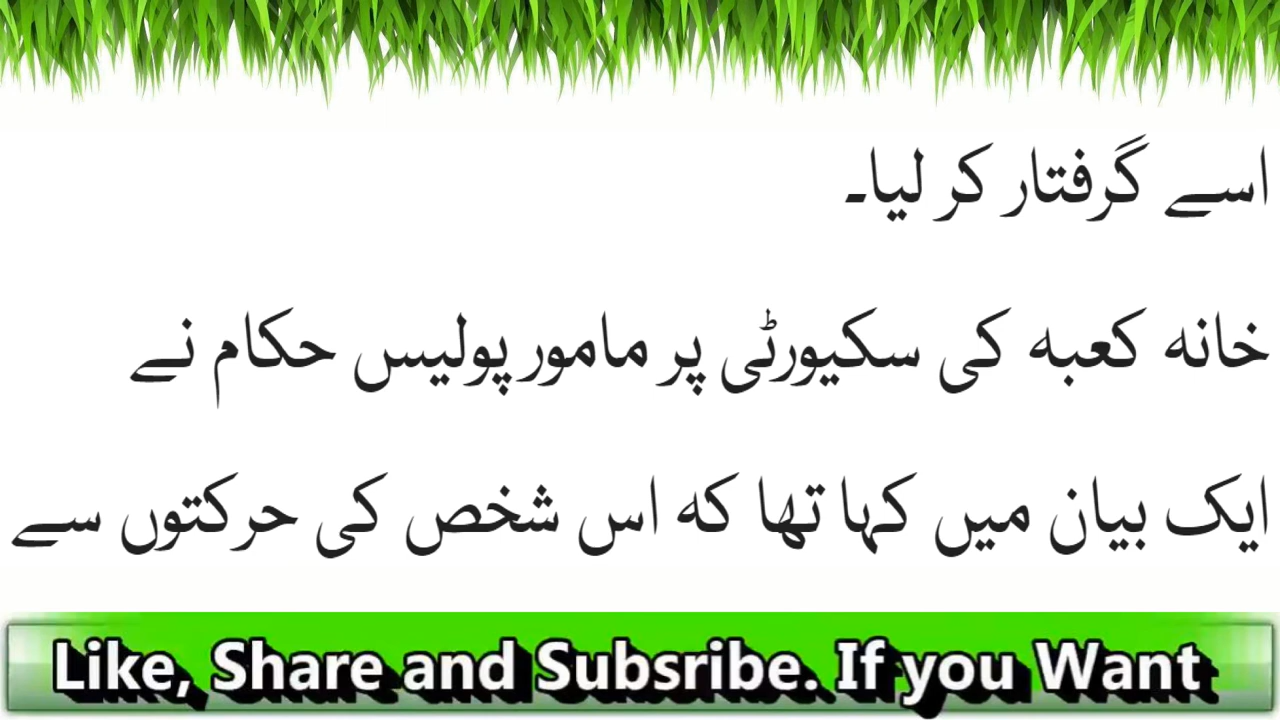 اسے گرفتار کر لیا۔
خانہ کعبہ کی سکیورٹی پر مامور پولیس حکام نے
ایک بیان میں کہا تھا کہ اس شخص کی حرکتوں سے
Like, Share and Subsribe. If you Want